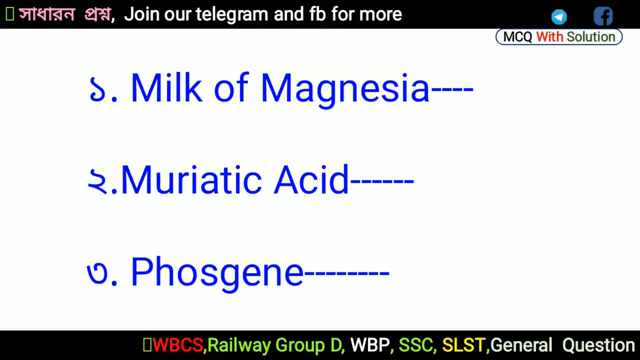 সাধারন প্রশ্ন, Join our telegram and fb for more
MCQ With Solution
১. Milk of Magnesia----
২.Muriatic Acid------
৩. Phosgene--------
WBCS,Railway Group D, WBP, SSC, SLST,General Question